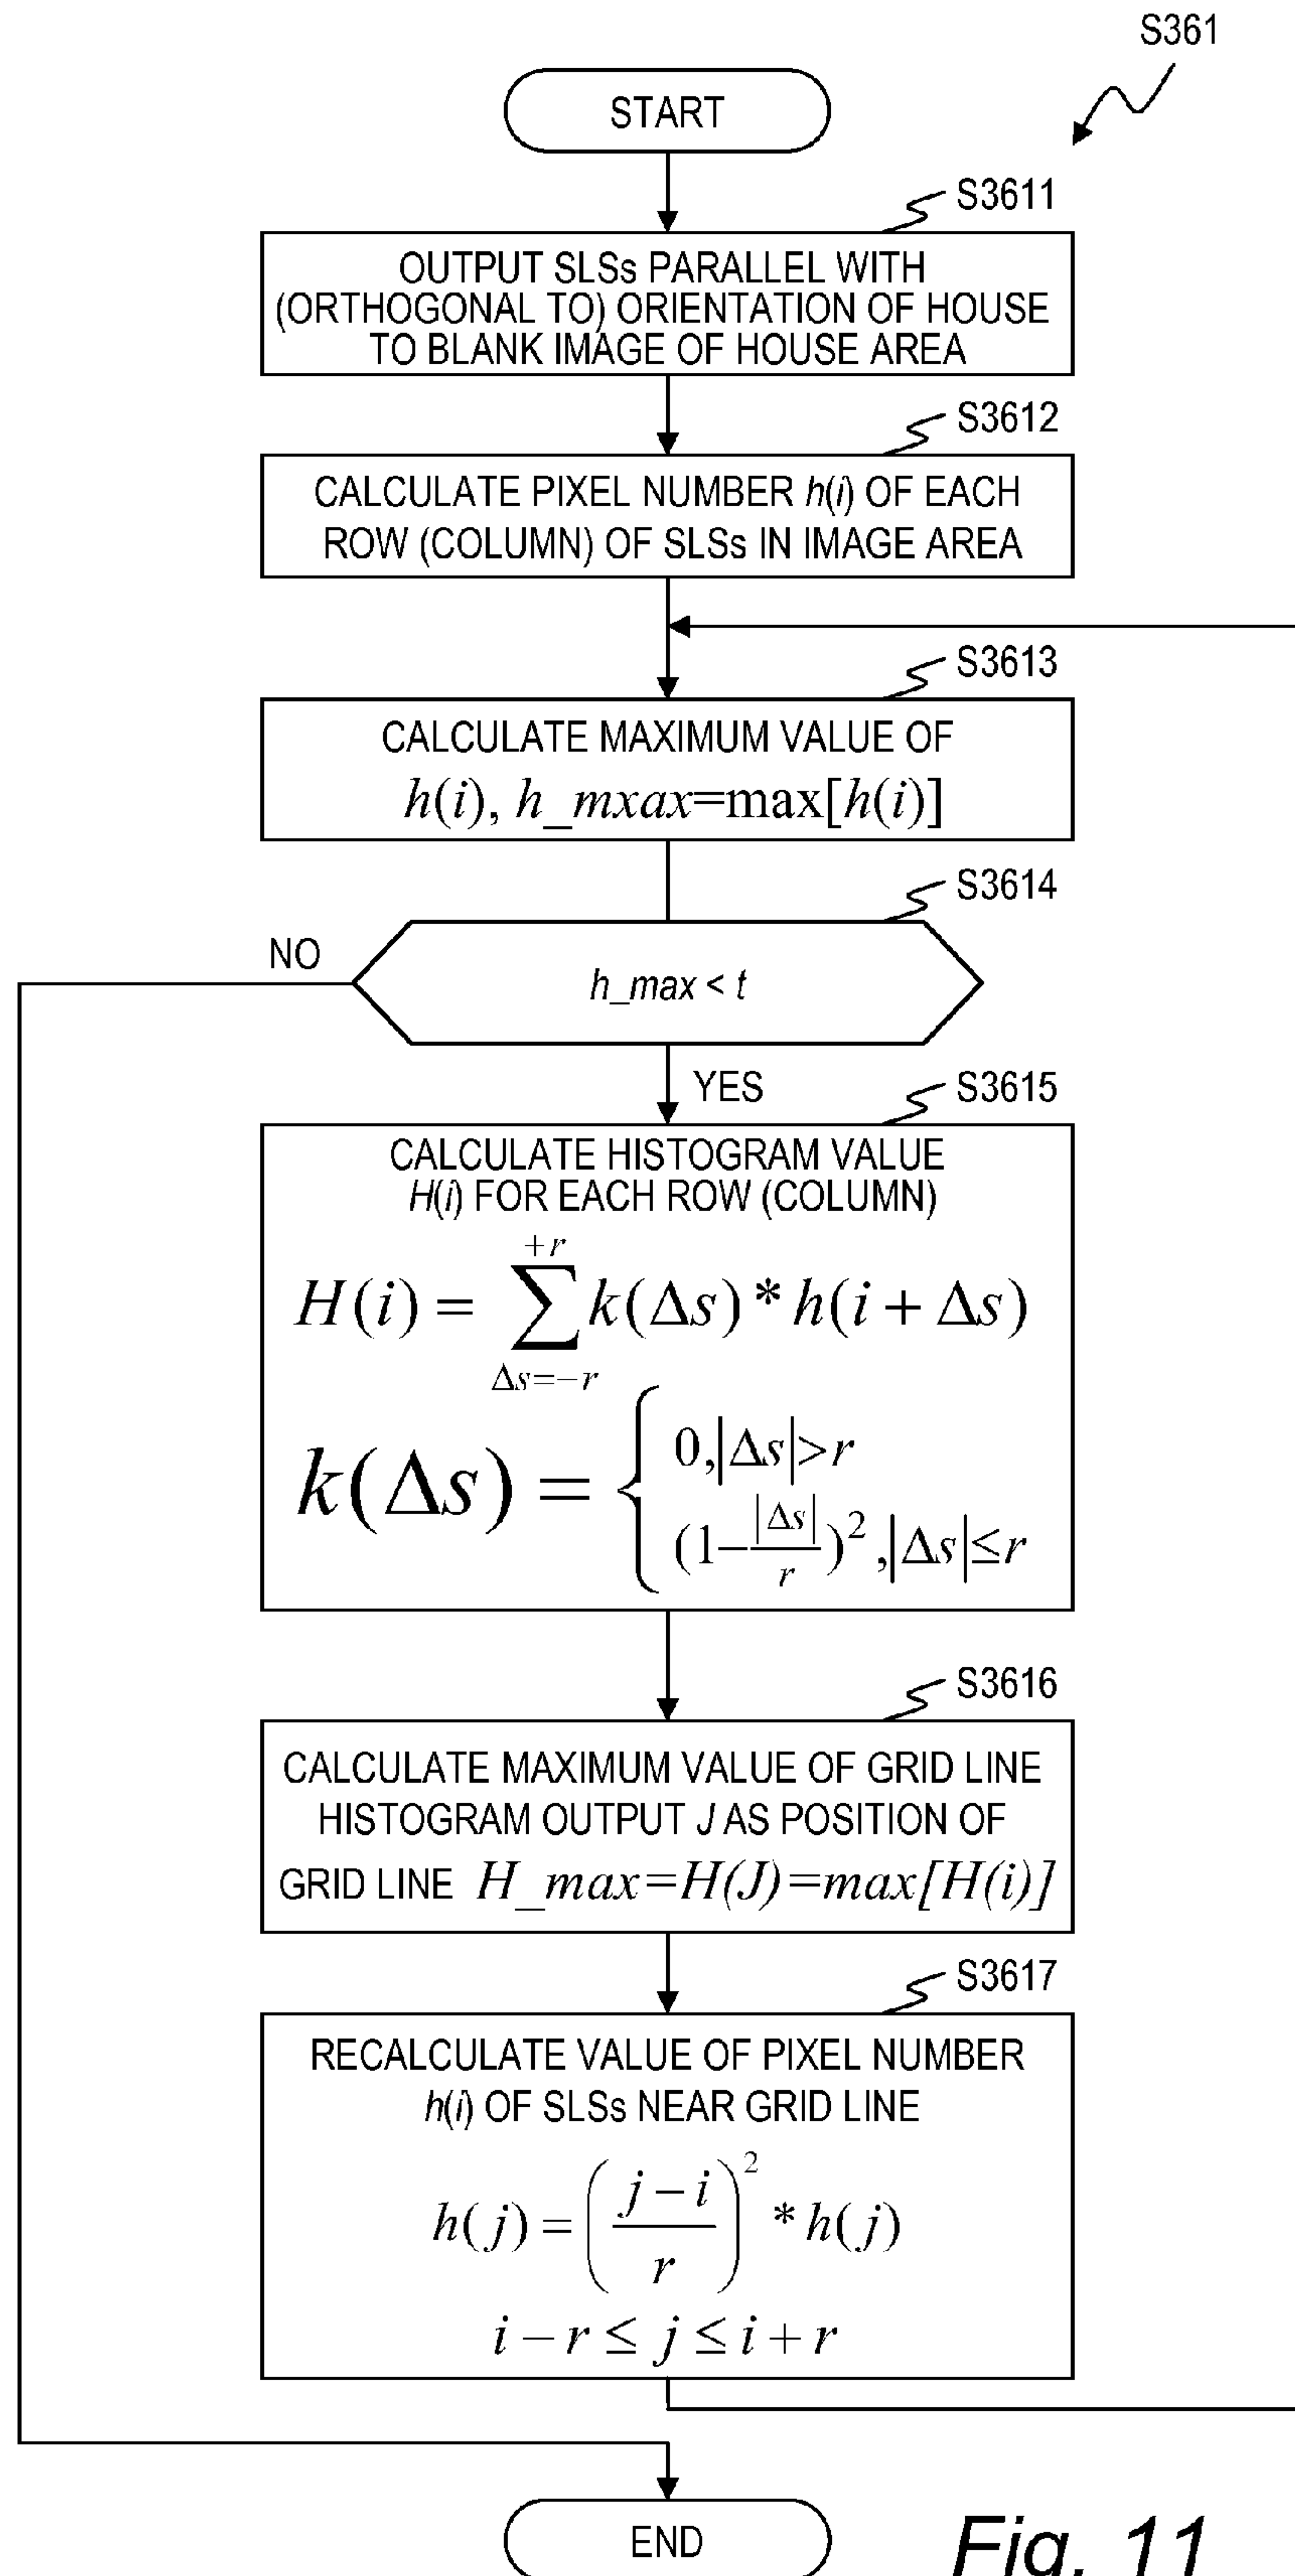 S361
START
S3611
OUTPUT SLSs PARALLEL WITH
(ORTHOGONAL TO) ORIENTATION OF HOUSE
TO BLANK IMAGE OF HOUSE AREA
S3612
CALCULATE PIXEL NUMBER h(i) OF EACH
ROW (COLUMN) OF SLSs IN IMAGE AREA
S3613
CALCULATE MAXIMUM VALUE OF
h(i), h_mxax=max[h(i)]
S3614
NO
h_max < t
YES
S3615
CALCULATE HISTOGRAM VALUE
H(i) FOR EACH ROW (COLUMN)
+r
H(i) = ∑ k(Δs) * h(i + Δs)
Δs=−r
k(Δs) = {
0,|Δs|>r
(1−|Δs|/r)²,|Δs|≤r
S3616
CALCULATE MAXIMUM VALUE OF GRID LINE
HISTOGRAM OUTPUT J AS POSITION OF
GRID LINE H_max=H(J)=max[H(i)]
S3617
RECALCULATE VALUE OF PIXEL NUMBER
h(i) OF SLSs NEAR GRID LINE
h(j) = ((j − i)/r)² * h(j)
i − r ≤ j ≤ i + r
END
Fig. 11